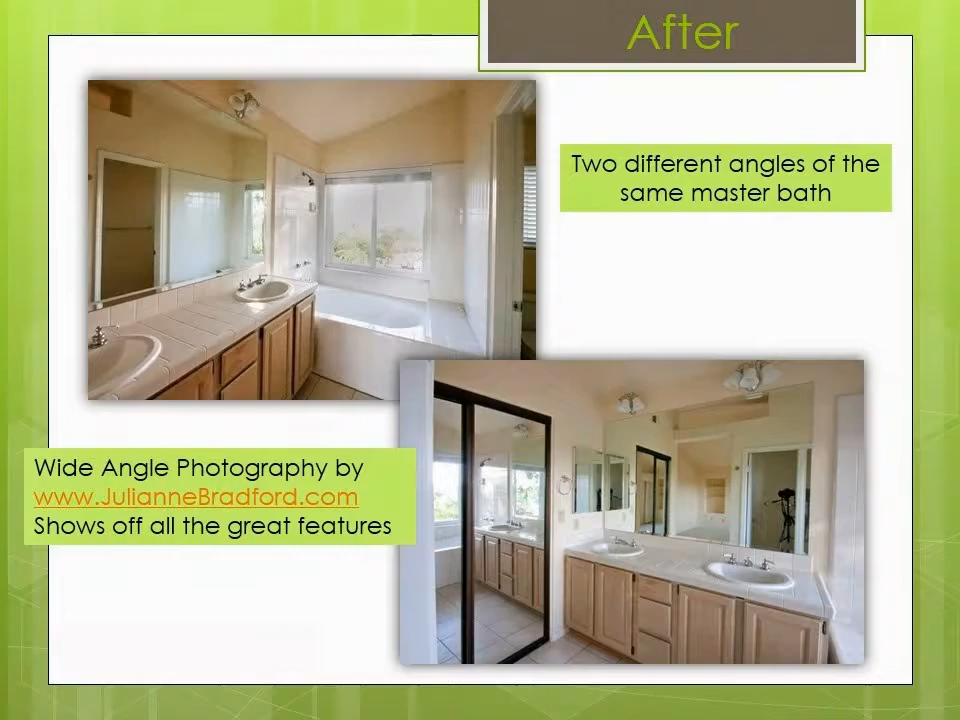 After
Two different angles of the
same master bath
Wide Angle Photography by
www.JulianneBradford.com
Shows off all the great features